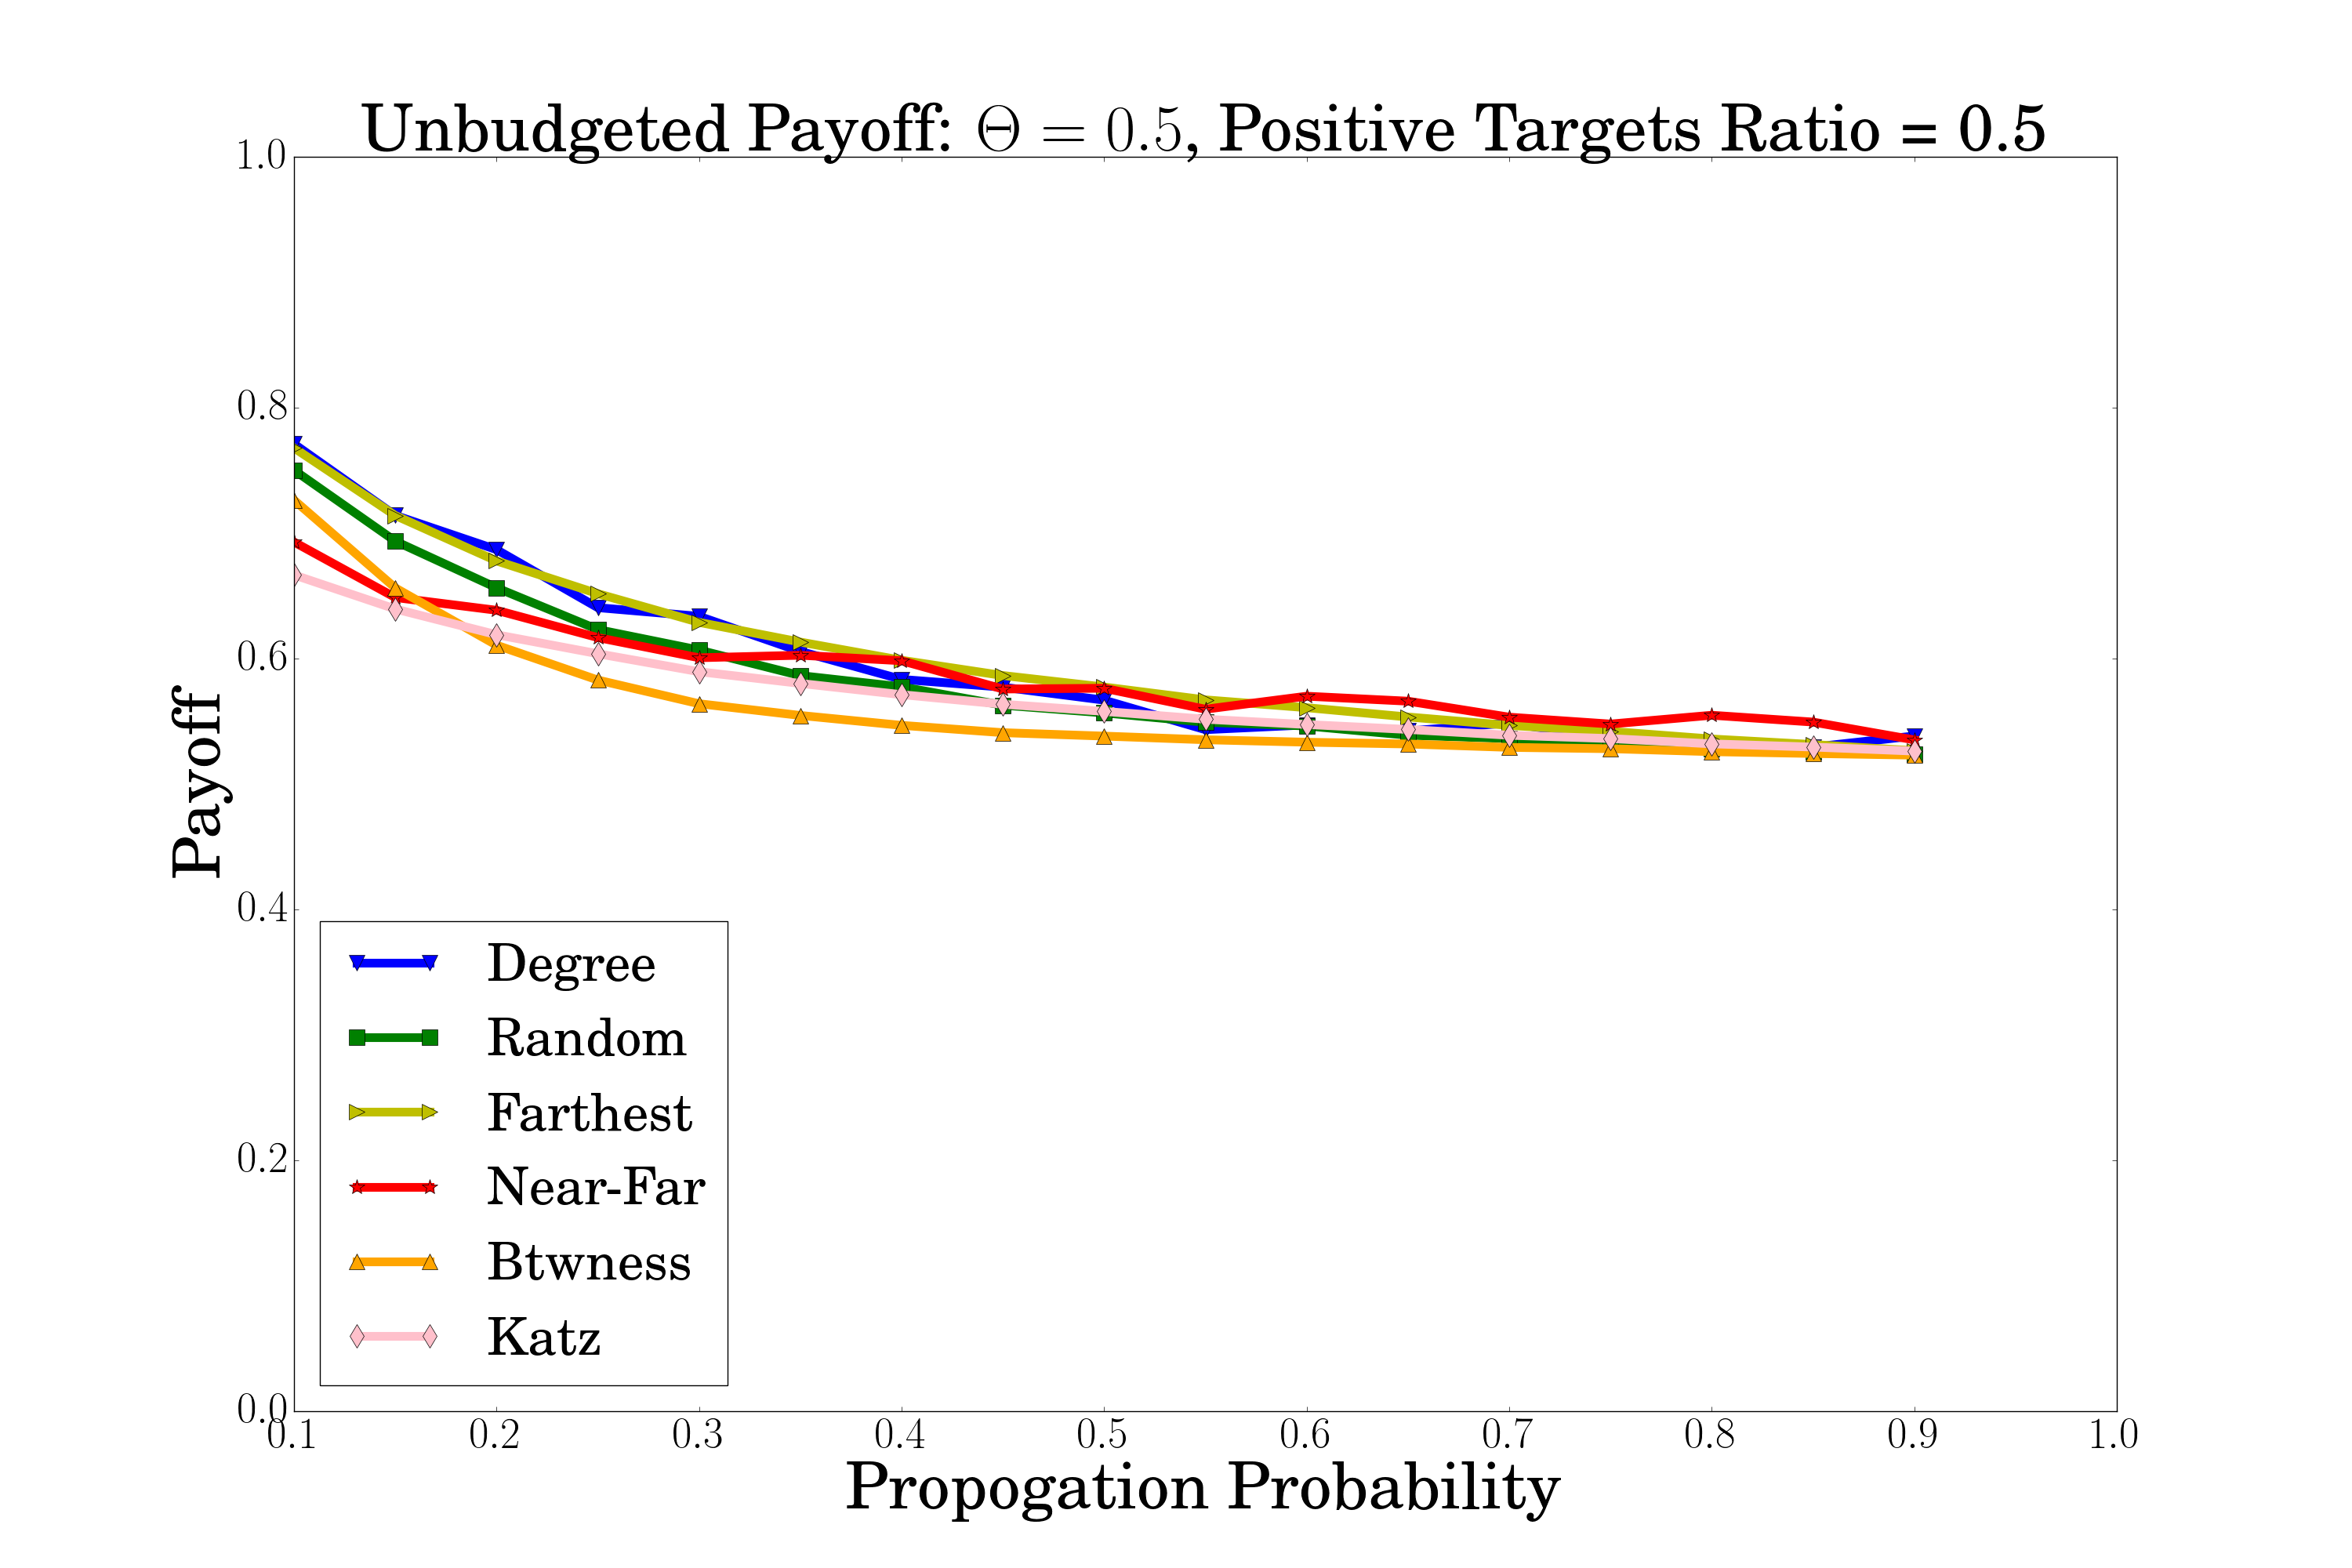 Unbudgeted Payoff: Θ = 0.5, Positive Targets Ratio = 0.5
1.0
0.8
0.6
0.4
0.2
0.0
Payoff
Degree
Random
Farthest
Near-Far
Btwness
Katz
0.1 0.2 0.3 0.4 0.5 0.6 0.7 0.8 0.9 1.0
Propogation Probability